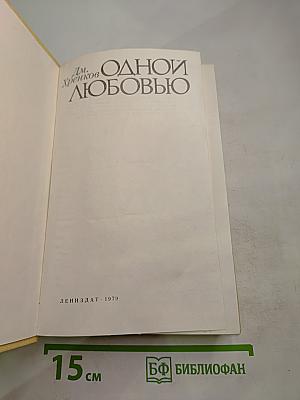 Дм. Хренков
ОДНОЙ
ЛЮБОВЬЮ
ЛЕНИЗДАТ · 1979
15 см
БФ БИБЛИОФАН